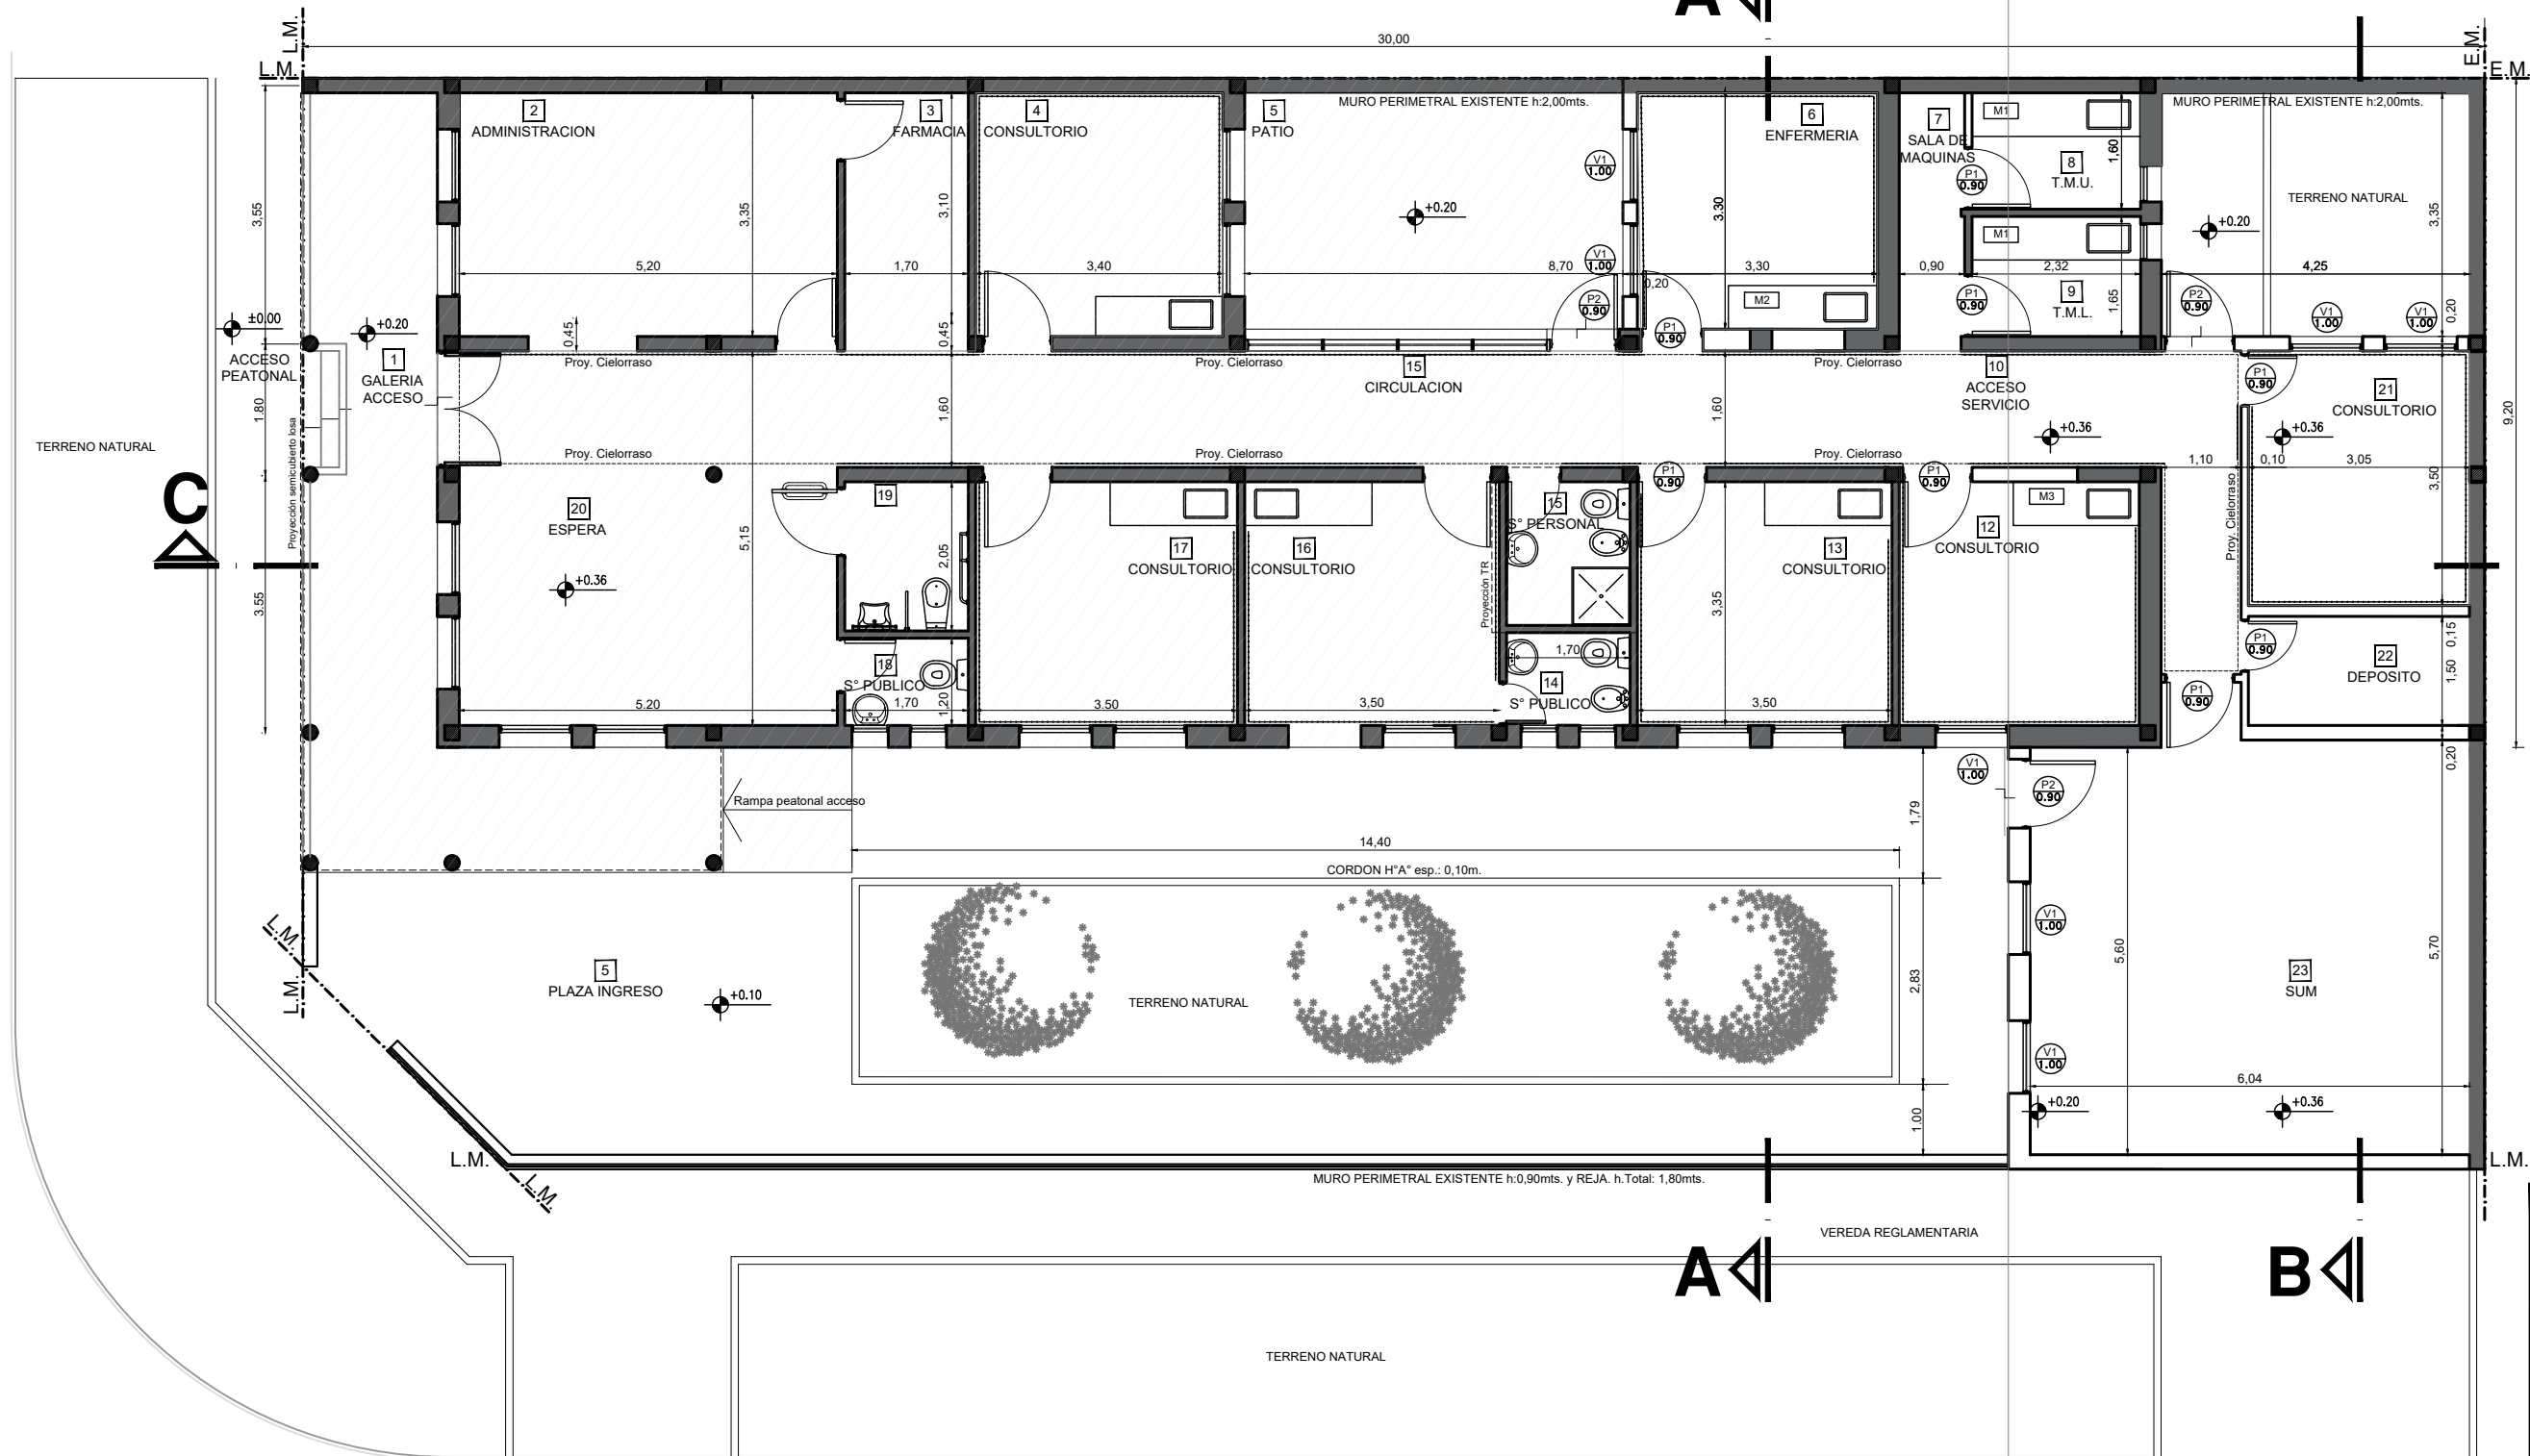 A
L.M.
30,00
E.M.
L.M.
E.M.
2
ADMINISTRACION
3
FARMACIA
4
CONSULTORIO
5
PATIO
MURO PERIMETRAL EXISTENTE h:2,00mts.
6
ENFERMERIA
7
SALA DE
MAQUINAS
M1
8
T.M.U.
1,60
MURO PERIMETRAL EXISTENTE h:2,00mts.
TERRENO NATURAL
V1
1.00
P1
0.90
3,55
3,35
3,10
+0.20
3.30
M1
+0.20
3,35
5,20
1,70
3,40
8,70
V1
1.00
0,20
3,30
0,90
2,32
4,25
P2
0.90
M2
P1
0.90
9
T.M.L.
1,65
P2
0.90
V1
1.00
V1
1.00
0,20
±0.00
ACCESO
PEATONAL
+0.20
1
GALERIA
ACCESO
0,45
0,45
P1
0.90
Proy. Cielorraso
Proy. Cielorraso
Proy. Cielorraso
15
CIRCULACION
10
ACCESO
SERVICIO
P1
0.90
21
CONSULTORIO
1.80
1,60
1,60
9,20
TERRENO NATURAL
Proyección semicubierto losa
+0.36
+0.36
Proy. Cielorraso
Proy. Cielorraso
Proy. Cielorraso
1,10
0,10
3,05
3,50
C
20
ESPERA
19
P1
0.90
P1
0.90
M3
15
S° PERSONAL
17
CONSULTORIO
16
CONSULTORIO
13
CONSULTORIO
12
CONSULTORIO
Proy. Cielorraso
5,15
2,05
+0.36
3.55
Proyección TR
3,35
18
S° PUBLICO
1,70
14
S° PUBLICO
P1
0.90
22
DEPOSITO
0,15
1,50
P1
0.90
5.20
1,70
1,20
3.50
3,50
3,50
0,20
V1
1.00
P2
0.90
Rampa peatonal acceso
1,79
14,40
CORDON H°A° esp.: 0,10m.
L.M.
V1
1.00
5,60
5,70
5
PLAZA INGRESO
+0.10
L.M.
TERRENO NATURAL
2,83
23
SUM
V1
1.00
6,04
+0.20
+0.36
1.00
L.M.
L.M.
L.M.
MURO PERIMETRAL EXISTENTE h:0,90mts. y REJA. h.Total: 1,80mts.
VEREDA REGLAMENTARIA
A
B
TERRENO NATURAL